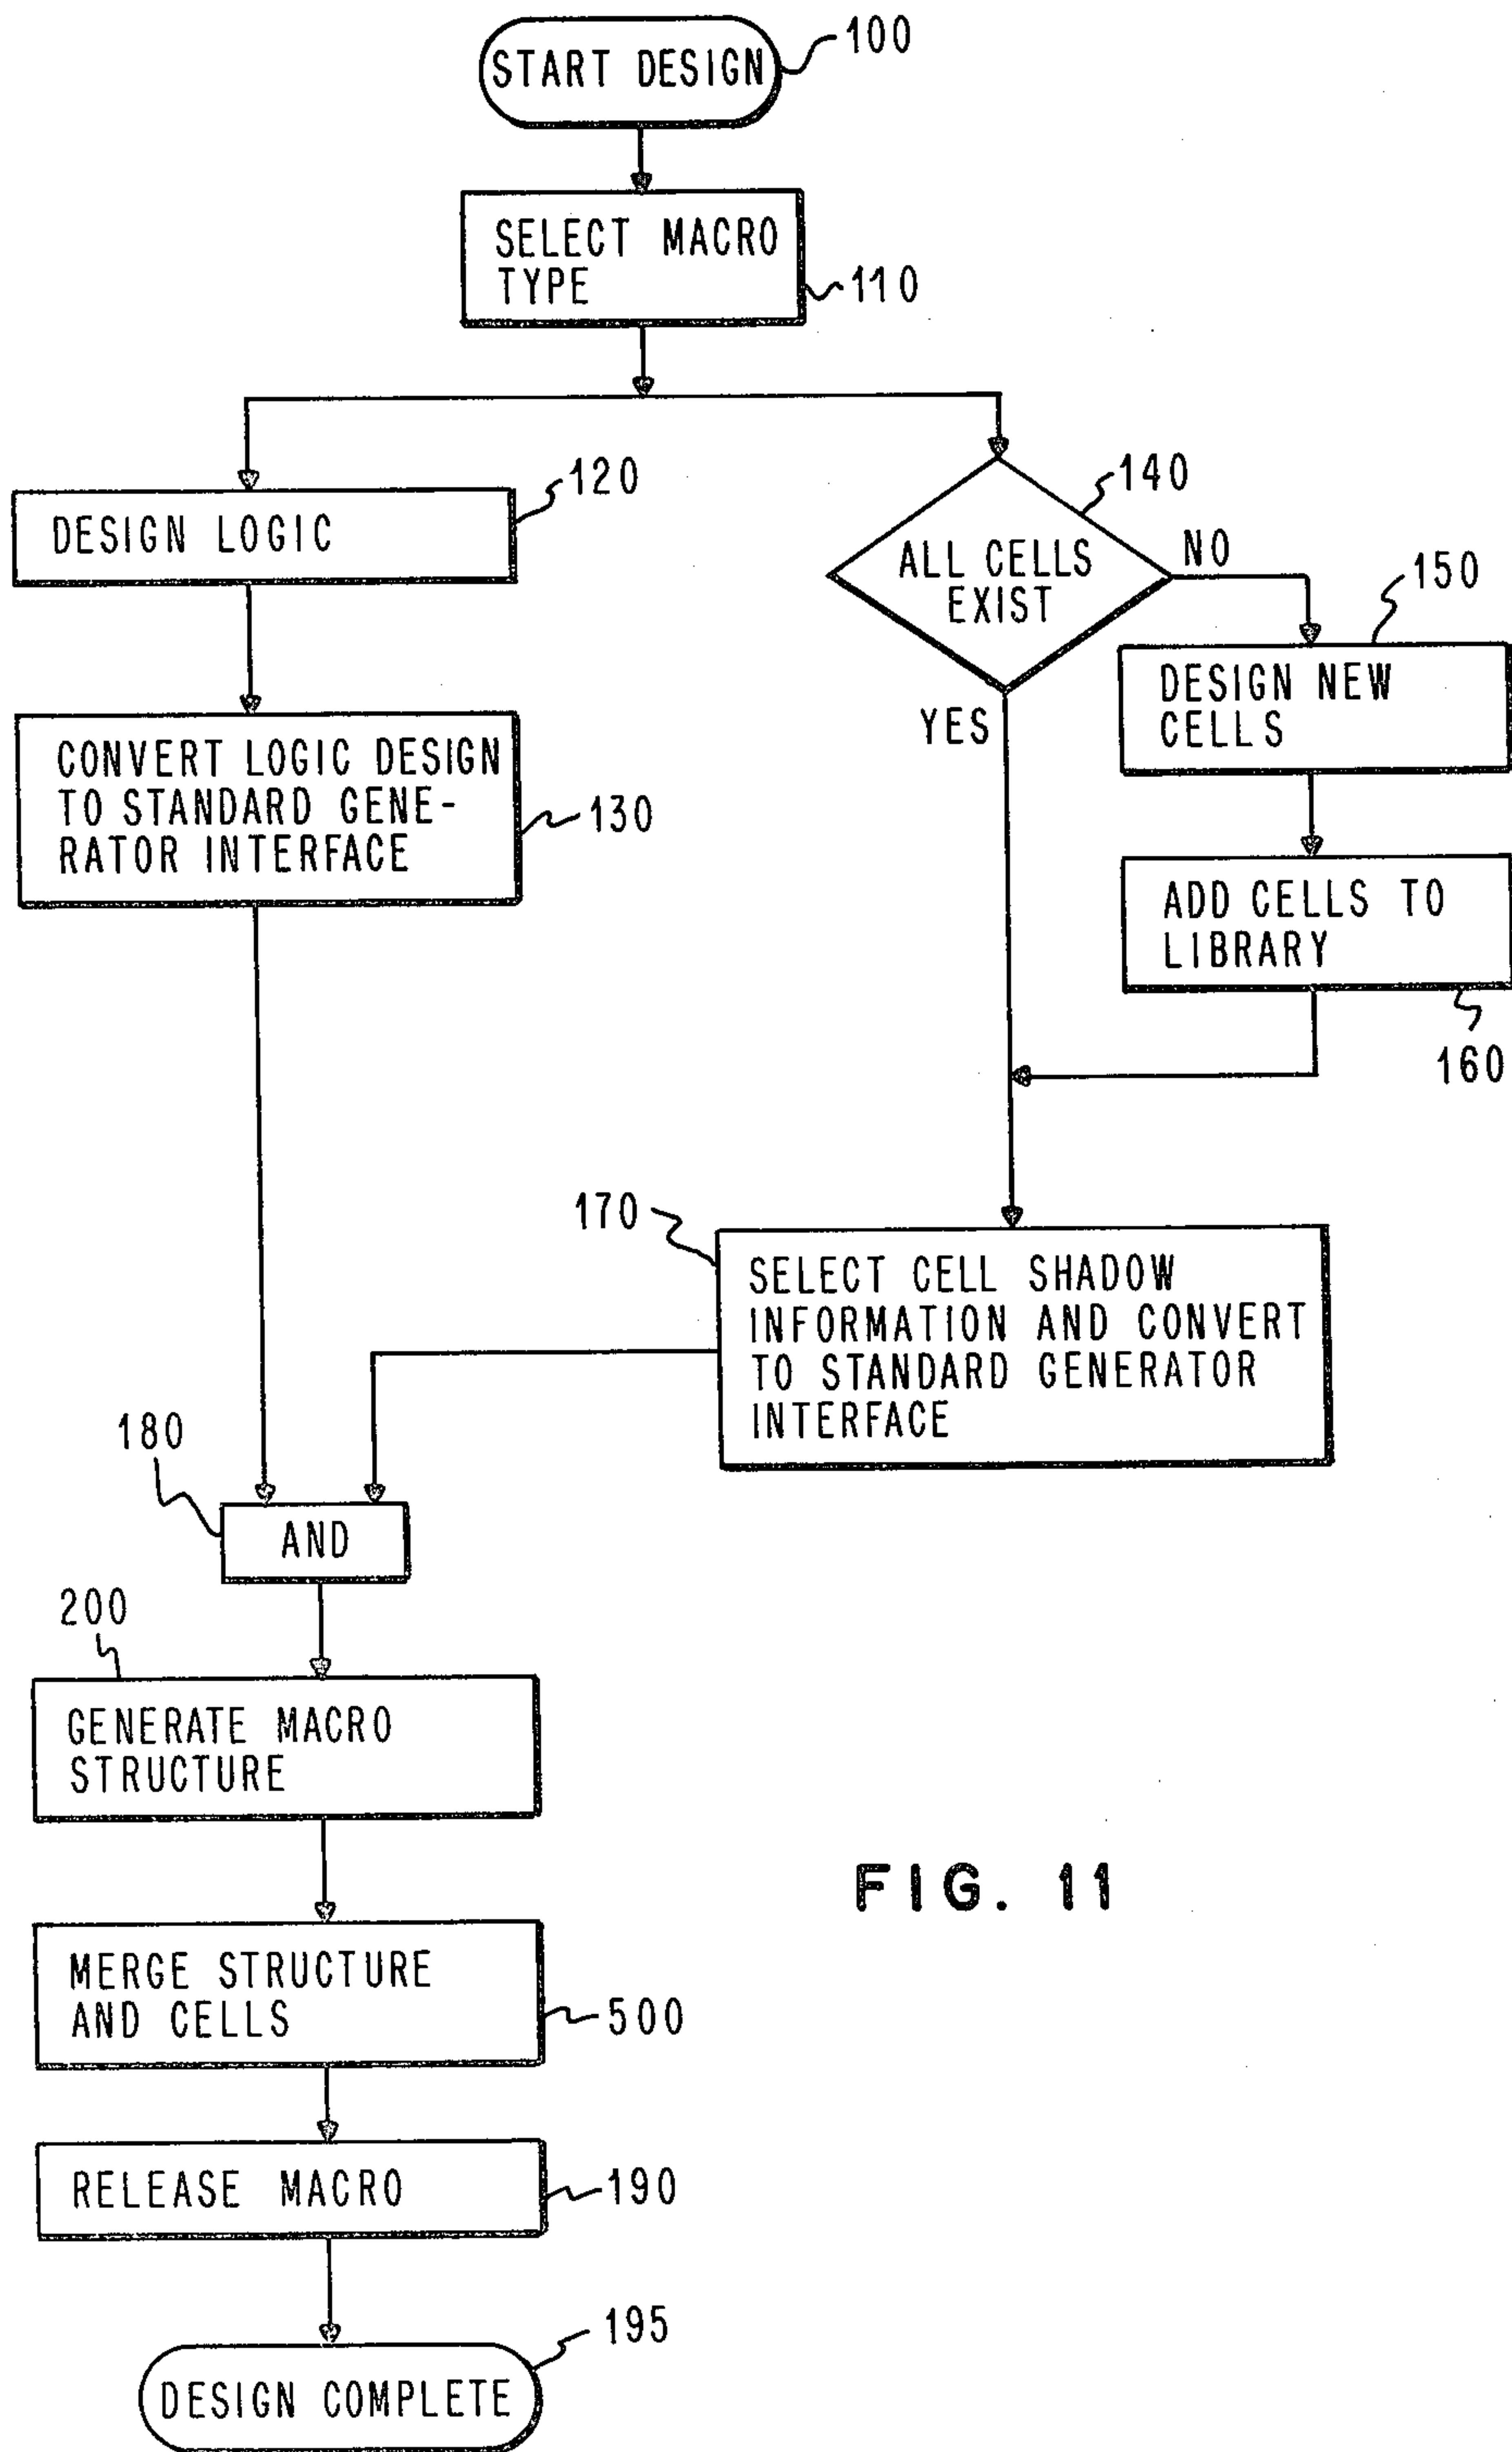 START DESIGN
100
SELECT MACRO
TYPE
110
DESIGN LOGIC
120
ALL CELLS
EXIST
140
NO
YES
150
DESIGN NEW
CELLS
CONVERT LOGIC DESIGN
TO STANDARD GENE-
RATOR INTERFACE
130
ADD CELLS TO
LIBRARY
160
170
SELECT CELL SHADOW
INFORMATION AND CONVERT
TO STANDARD GENERATOR
INTERFACE
180
AND
200
GENERATE MACRO
STRUCTURE
FIG. 11
MERGE STRUCTURE
AND CELLS
500
RELEASE MACRO
190
195
DESIGN COMPLETE